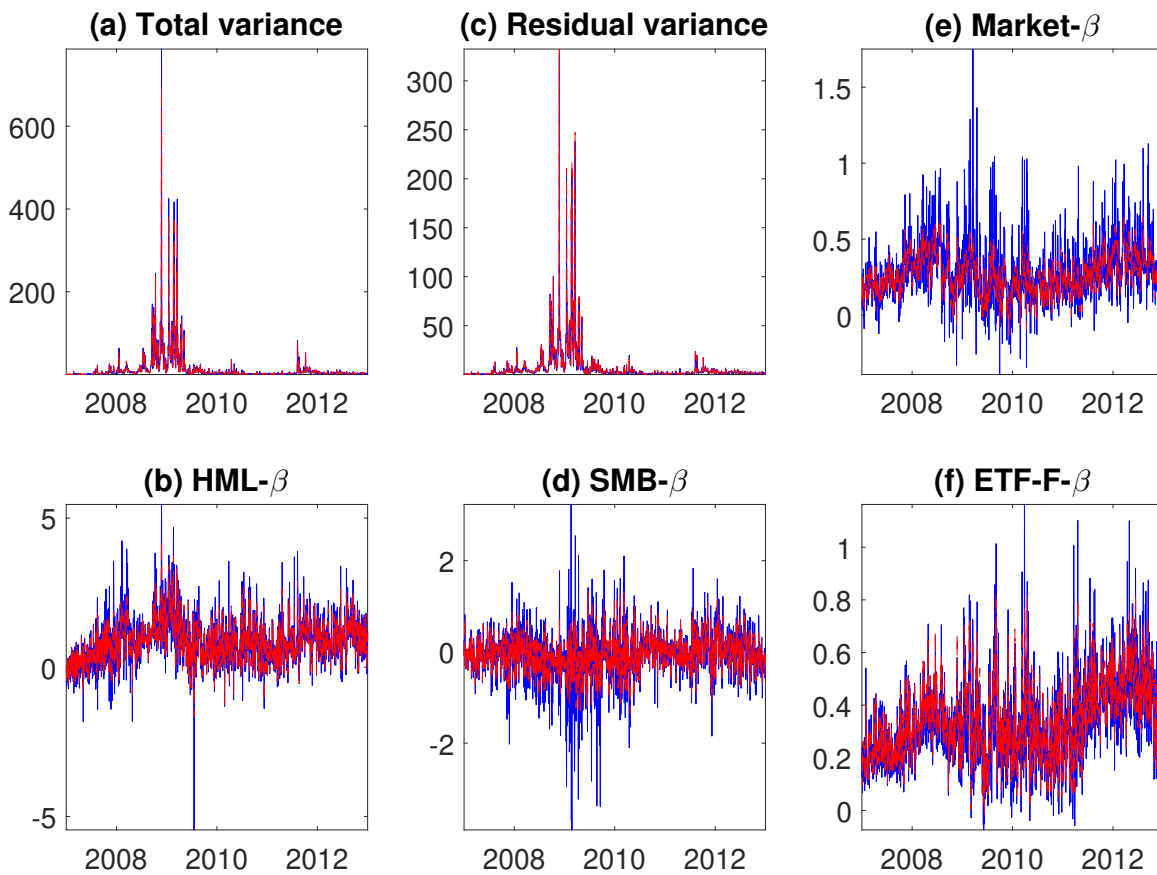 (a) Total variance
600
400
200
2008 2010 2012
(c) Residual variance
300
250
200
150
100
50
2008 2010 2012
(e) Market-β
1.5
1
0.5
0
2008 2010 2012
(b) HML-β
5
0
-5
2008 2010 2012
(d) SMB-β
2
0
-2
2008 2010 2012
(f) ETF-F-β
1
0.8
0.6
0.4
0.2
0
2008 2010 2012